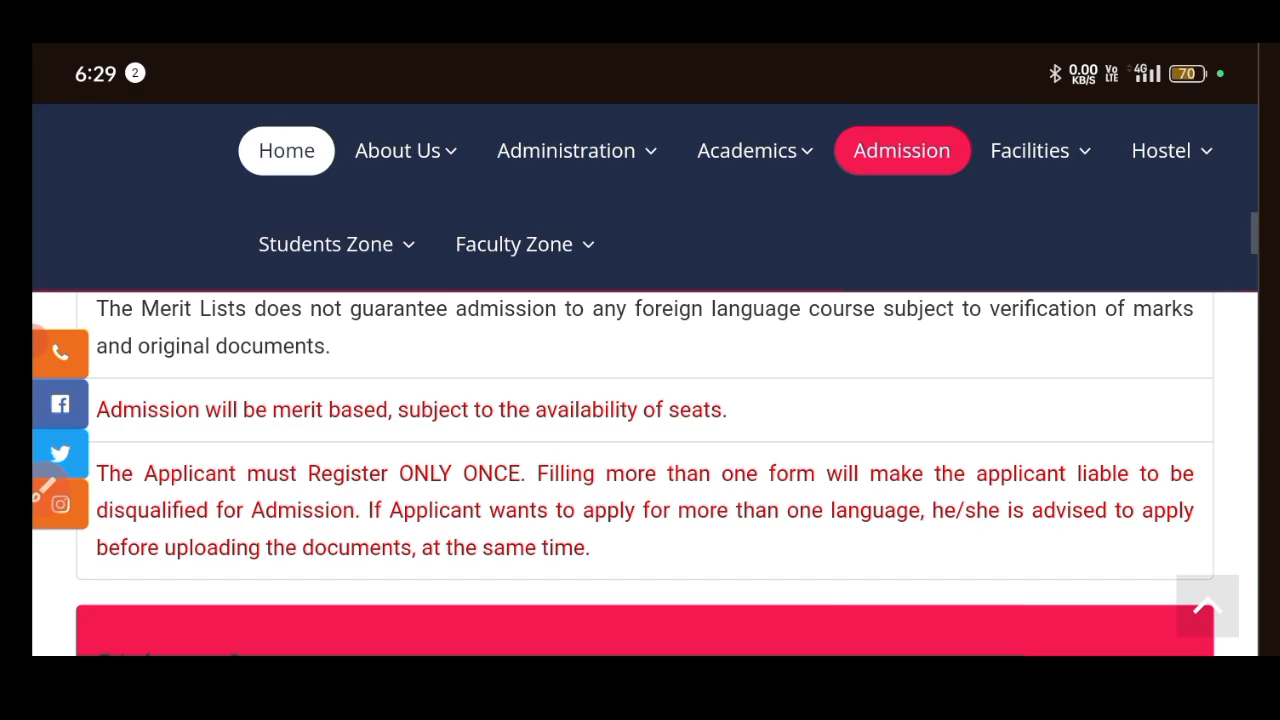 6:29 2 0.00 KB/S Vo LTE 4G 70
Home About Us Administration Academics Admission Facilities Hostel
Students Zone Faculty Zone
The Merit Lists does not guarantee admission to any foreign language course subject to verification of marks
and original documents.
Admission will be merit based, subject to the availability of seats.
The Applicant must Register ONLY ONCE. Filling more than one form will make the applicant liable to be
disqualified for Admission. If Applicant wants to apply for more than one language, he/she is advised to apply
before uploading the documents, at the same time.